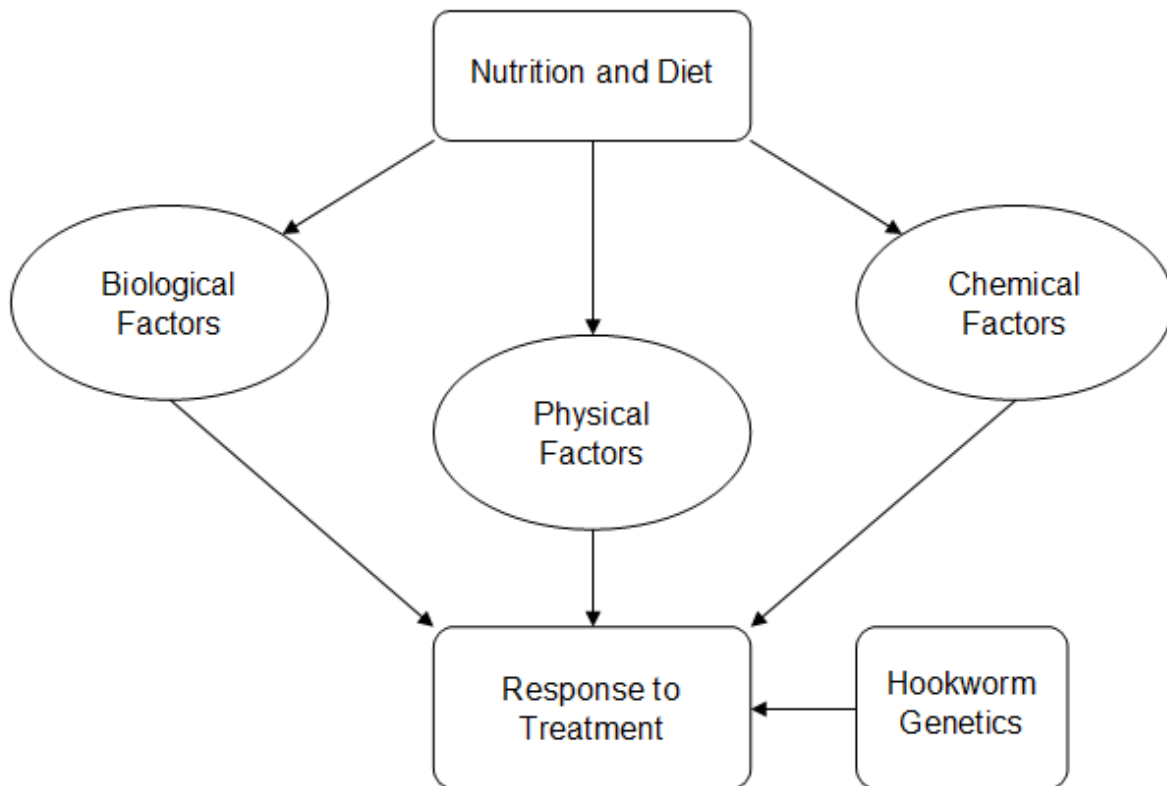 Nutrition and Diet
Biological
Factors
Chemical
Factors
Physical
Factors
Response to
Treatment
Hookworm
Genetics